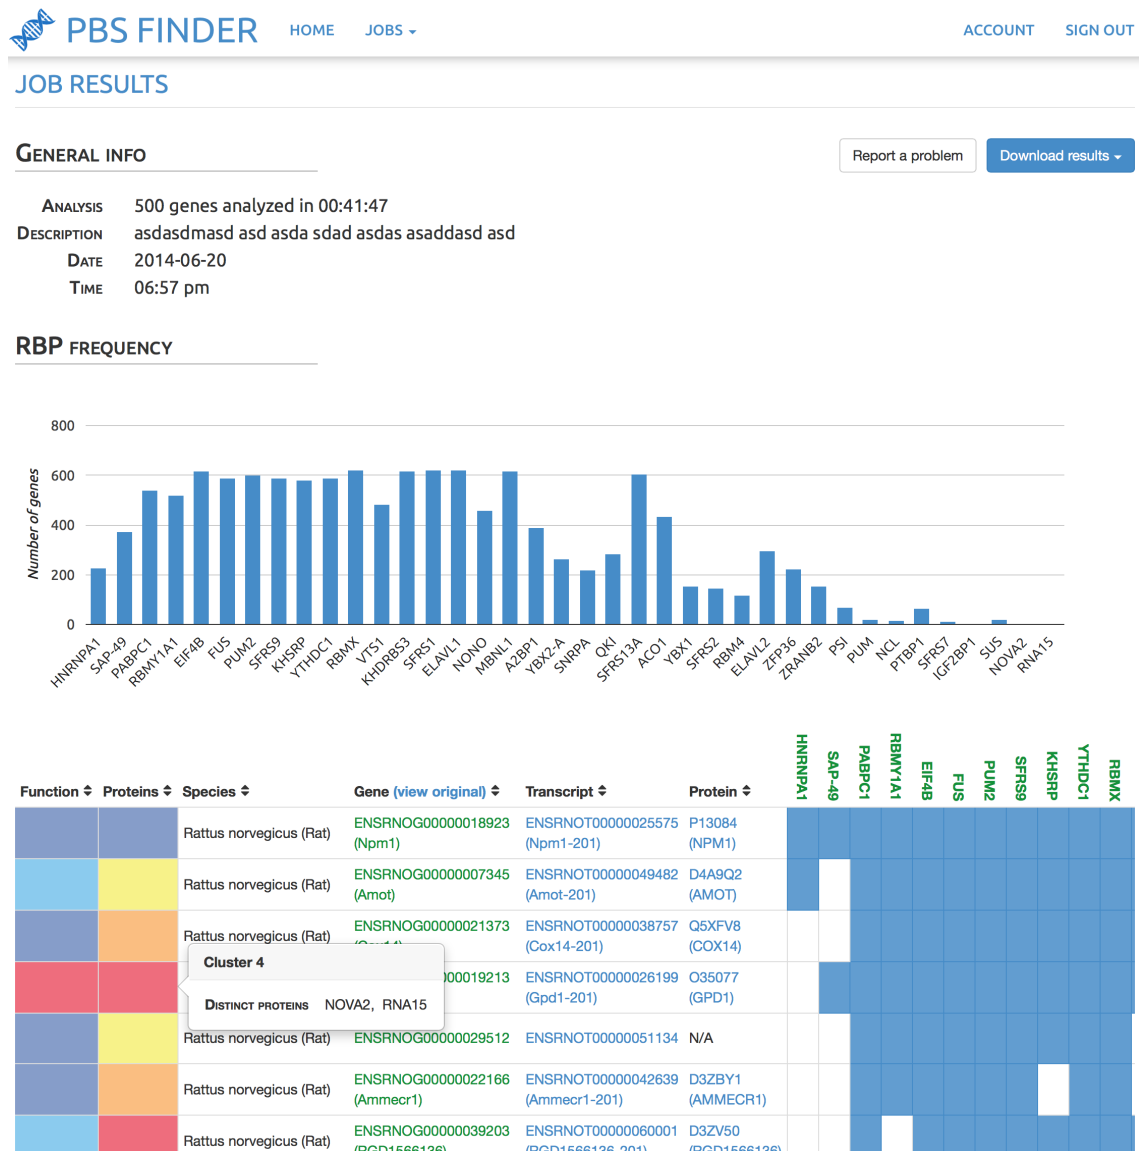 PBS FINDER HOME JOBS ACCOUNT SIGN OUT
JOB RESULTS
GENERAL INFO Report a problem Download results
ANALYSIS 500 genes analyzed in 00:41:47
DESCRIPTION asdasdmasd asd asda sdad asdas asaddasd asd
DATE 2014-06-20
TIME 06:57 pm
RBP FREQUENCY
800
600
400
200
0
Number of genes
HNRNPA1 SAP-49 PABPC1 RBMY1A1 EIF4B FUS PUM2 SFRS9 KHSRP YTHDC1 RBMX VTS1 KHDRBS3 SFRS1 ELAVL1 NONO MBNL1 A2BP1 YBX2-A SNRPA QKI SFRS13A ACO1 YBX1 SFRS2 RBM4 ELAVL2 ZFP36 ZRANB2 PSI PUM NCL PTBP1 SFRS7 IGF2BP1 SUS NOVA2 RNA15
HNRNPA1 SAP-49 PABPC1 RBMY1A1 EIF4B FUS PUM2 SFRS9 KHSRP YTHDC1 RBMX
Function Proteins Species Gene (view original) Transcript Protein
Rattus norvegicus (Rat) ENSRNOG00000018923 ENSRNOT00000025575 P13084
(Npm1) (Npm1-201) (NPM1)
Rattus norvegicus (Rat) ENSRNOG00000007345 ENSRNOT00000049482 D4A9Q2
(Amot) (Amot-201) (AMOT)
Rattus norvegicus (Rat) ENSRNOG00000021373 ENSRNOT00000038757 Q5XFV8
(Cox14-201) (COX14)
Cluster 4
00019213 ENSRNOT00000026199 O35077
(Gpd1-201) (GPD1)
DISTINCT PROTEINS NOVA2, RNA15
Rattus norvegicus (Rat) ENSRNOG00000029512 ENSRNOT00000051134 N/A
Rattus norvegicus (Rat) ENSRNOG00000022166 ENSRNOT00000042639 D3ZBY1
(Ammecr1) (Ammecr1-201) (AMMECR1)
Rattus norvegicus (Rat) ENSRNOG00000039203 ENSRNOT00000060001 D3ZV50
(RGD1566136) (RGD1566136-201) (RGD1566136)